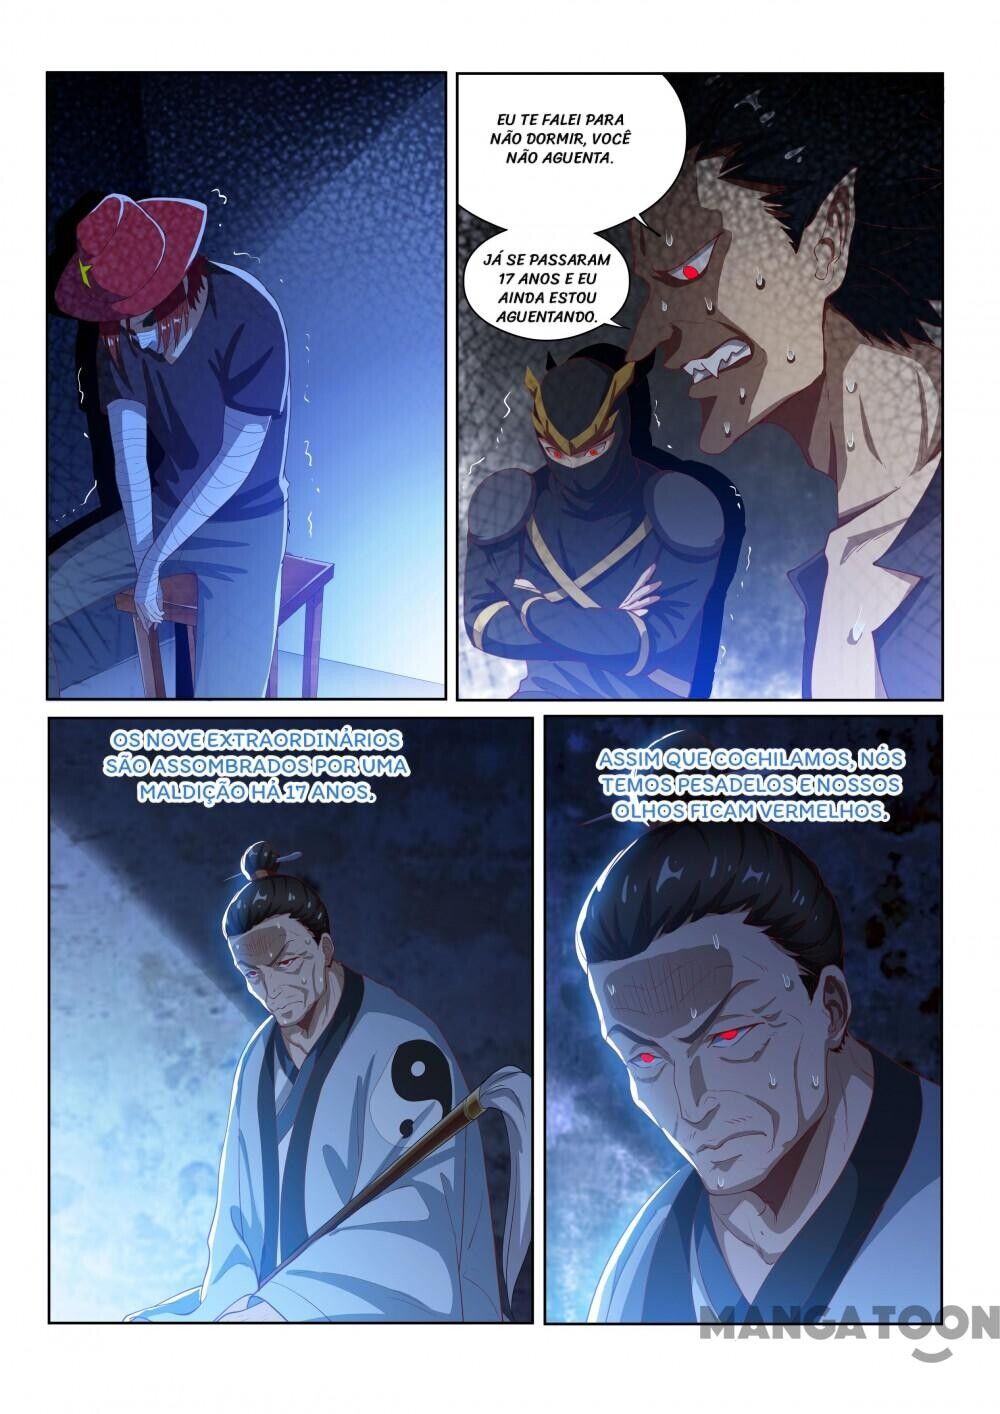 EU TE FALEI PARA
NÃO DORMIR, VOCÊ
NÃO AGUENTA.
JÁ SE PASSARAM
17 ANOS E EU
AINDA ESTOU
AGUENTANDO.
OS NOVE EXTRAORDINÁRIOS
SÃO ASSOMBRADOS POR UMA
MALDIÇÃO HÁ 17 ANOS.
ASSIM QUE COCHILAMOS, NÓS
TEMOS PESADELOS E NOSSOS
OLHOS FICAM VERMELHOS.
MANGATOON